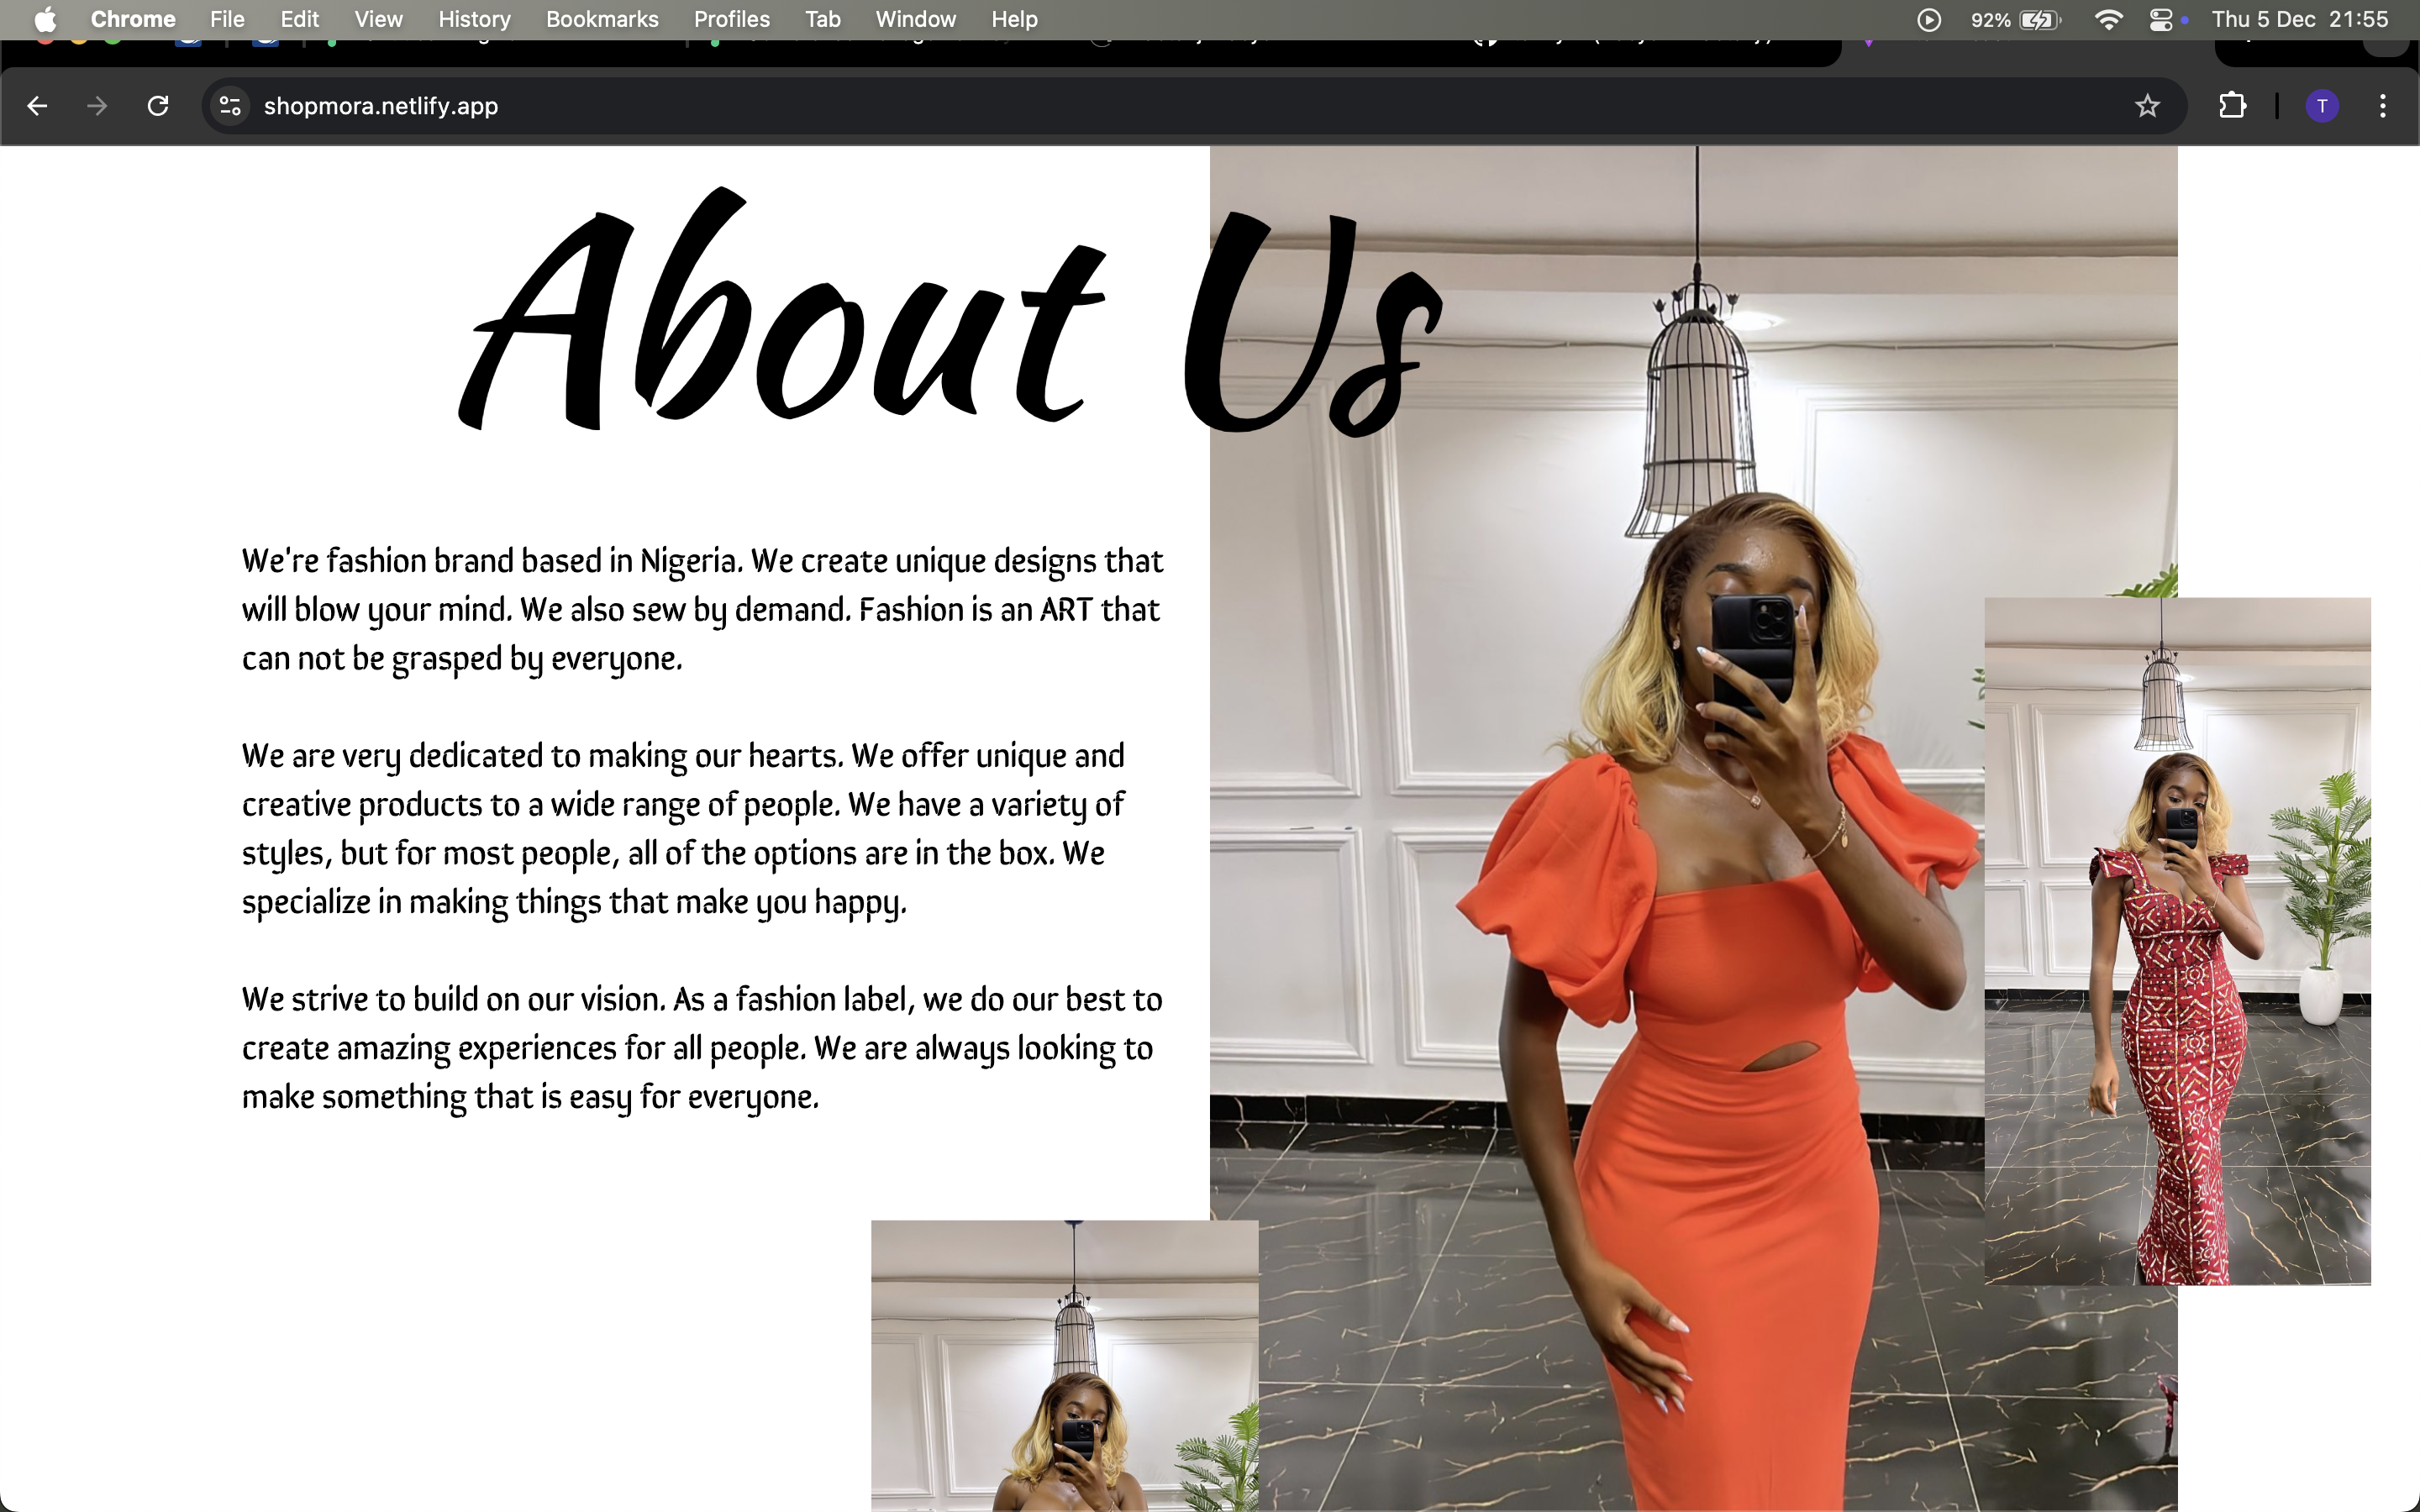 Chrome File Edit View History Bookmarks Profiles Tab Window Help 92% Thu 5 Dec 21:55
shopmora.netlify.app T
About Us
We're fashion brand based in Nigeria. We create unique designs that
will blow your mind. We also sew by demand. Fashion is an ART that
can not be grasped by everyone.
We are very dedicated to making our hearts. We offer unique and
creative products to a wide range of people. We have a variety of
styles, but for most people, all of the options are in the box. We
specialize in making things that make you happy.
We strive to build on our vision. As a fashion label, we do our best to
create amazing experiences for all people. We are always looking to
make something that is easy for everyone.